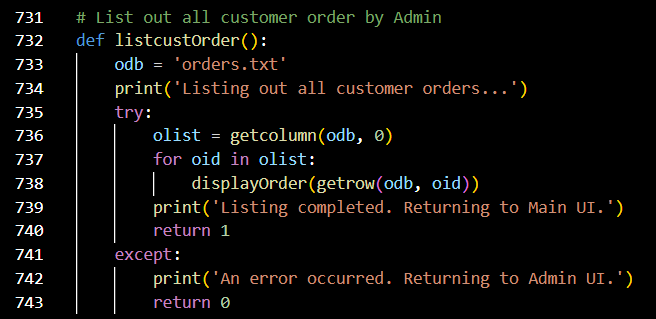 731 # List out all customer order by Admin
732 def listcustOrder():
733     odb = 'orders.txt'
734     print('Listing out all customer orders...')
735     try:
736         olist = getcolumn(odb, 0)
737         for oid in olist:
738             displayOrder(getrow(odb, oid))
739         print('Listing completed. Returning to Main UI.')
740         return 1
741     except:
742         print('An error occurred. Returning to Admin UI.')
743         return 0